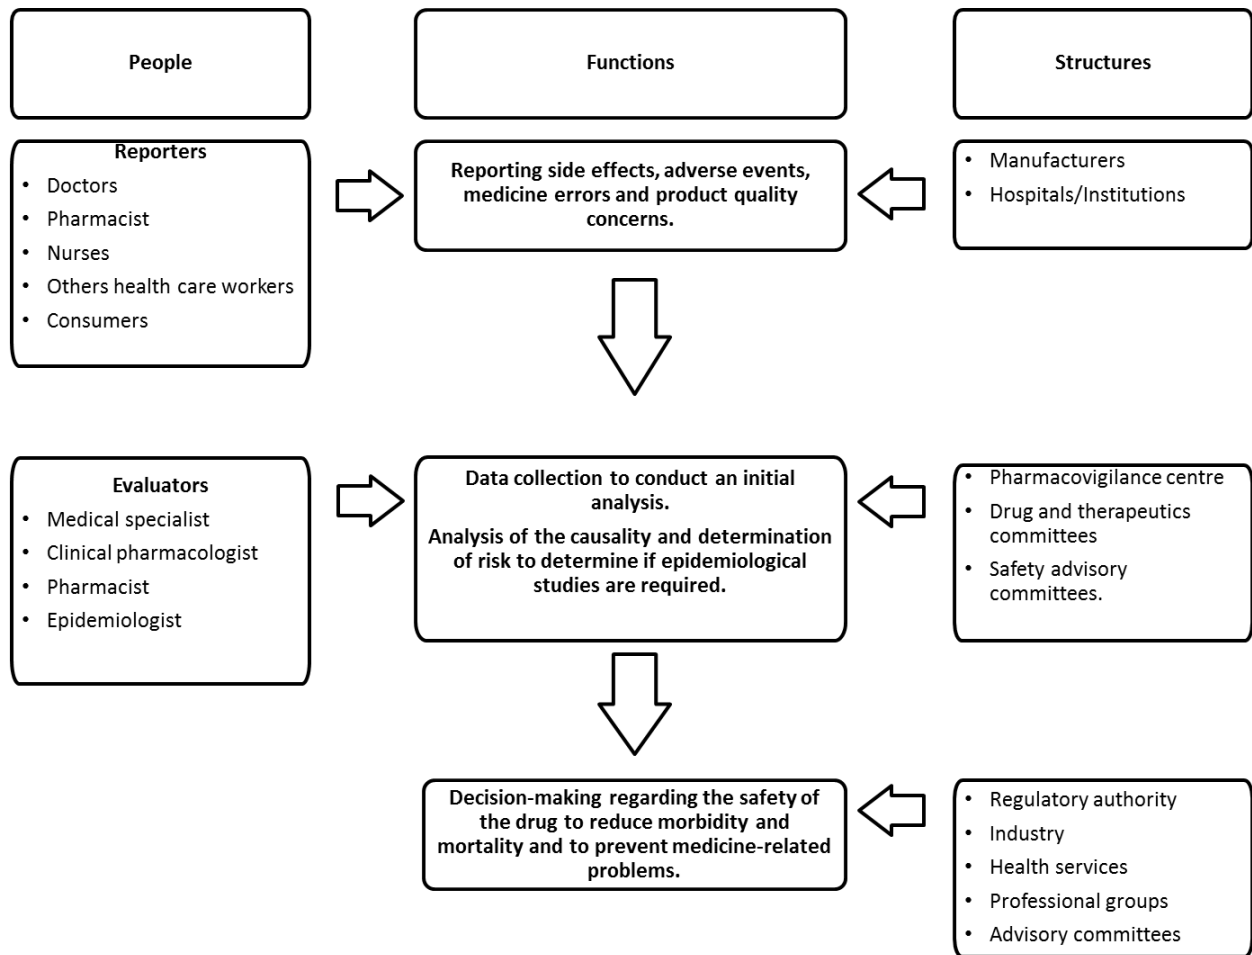 People
Functions
Structures
Reporters
• Doctors
• Pharmacist
• Nurses
• Others health care workers
• Consumers
Reporting side effects, adverse events,
medicine errors and product quality
concerns.
• Manufacturers
• Hospitals/Institutions
Evaluators
• Medical specialist
• Clinical pharmacologist
• Pharmacist
• Epidemiologist
Data collection to conduct an initial
analysis.
Analysis of the causality and determination
of risk to determine if epidemiological
studies are required.
• Pharmacovigilance centre
• Drug and therapeutics
committees
• Safety advisory
committees.
Decision-making regarding the safety of
the drug to reduce morbidity and
mortality and to prevent medicine-related
problems.
• Regulatory authority
• Industry
• Health services
• Professional groups
• Advisory committees